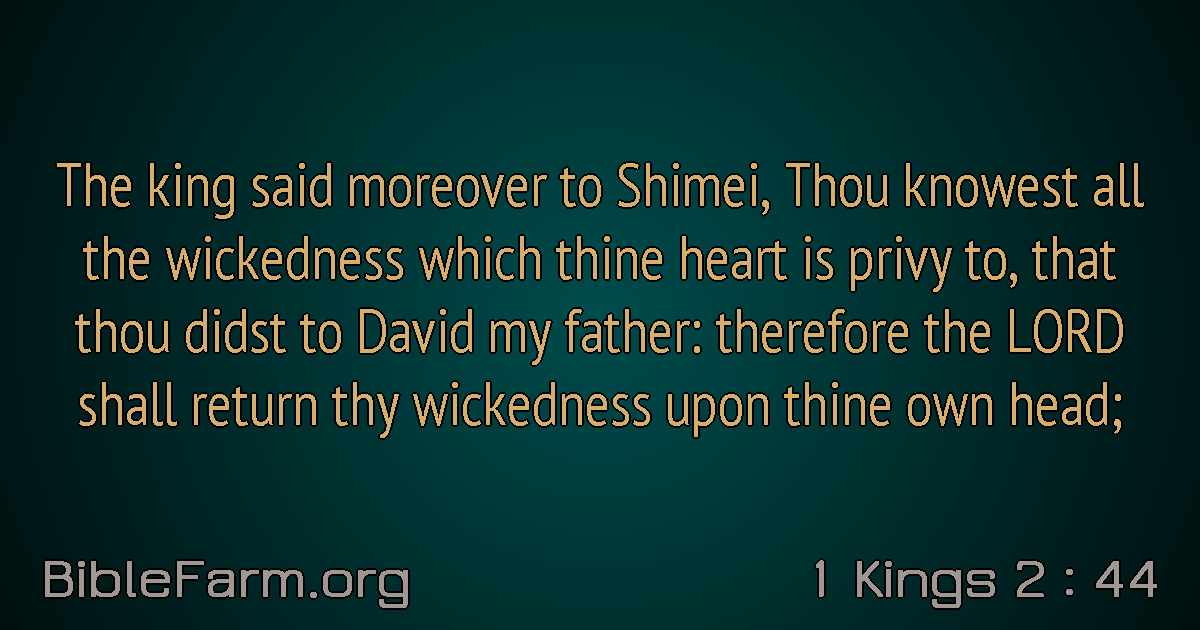 The king said moreover to Shimei, Thou knowest all
the wickedness which thine heart is privy to, that
thou didst to David my father: therefore the LORD
shall return thy wickedness upon thine own head;
BibleFarm.org
1 Kings 2 : 44